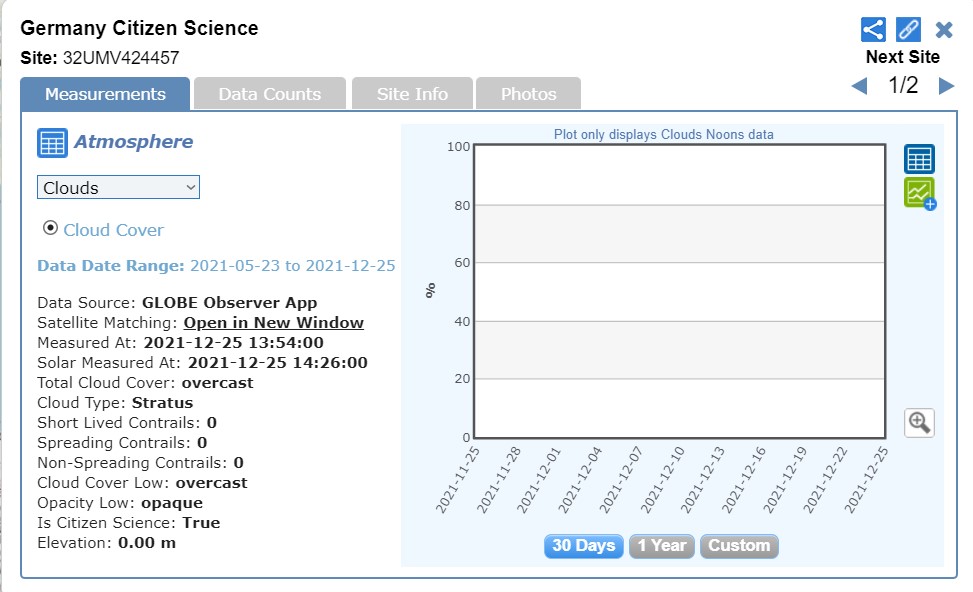 Germany Citizen Science
Site: 32UMV424457
Next Site
1/2
Measurements
Data Counts
Site Info
Photos
Atmosphere
Clouds
Cloud Cover
Data Date Range: 2021-05-23 to 2021-12-25
Data Source: GLOBE Observer App
Satellite Matching: Open in New Window
Measured At: 2021-12-25 13:54:00
Solar Measured At: 2021-12-25 14:26:00
Total Cloud Cover: overcast
Cloud Type: Stratus
Short Lived Contrails: 0
Spreading Contrails: 0
Non-Spreading Contrails: 0
Cloud Cover Low: overcast
Opacity Low: opaque
Is Citizen Science: True
Elevation: 0.00 m
Plot only displays Clouds Noons data
100
80
60
40
20
0
%
2021-11-25
2021-11-28
2021-12-01
2021-12-04
2021-12-07
2021-12-10
2021-12-13
2021-12-16
2021-12-19
2021-12-22
2021-12-25
30 Days
1 Year
Custom